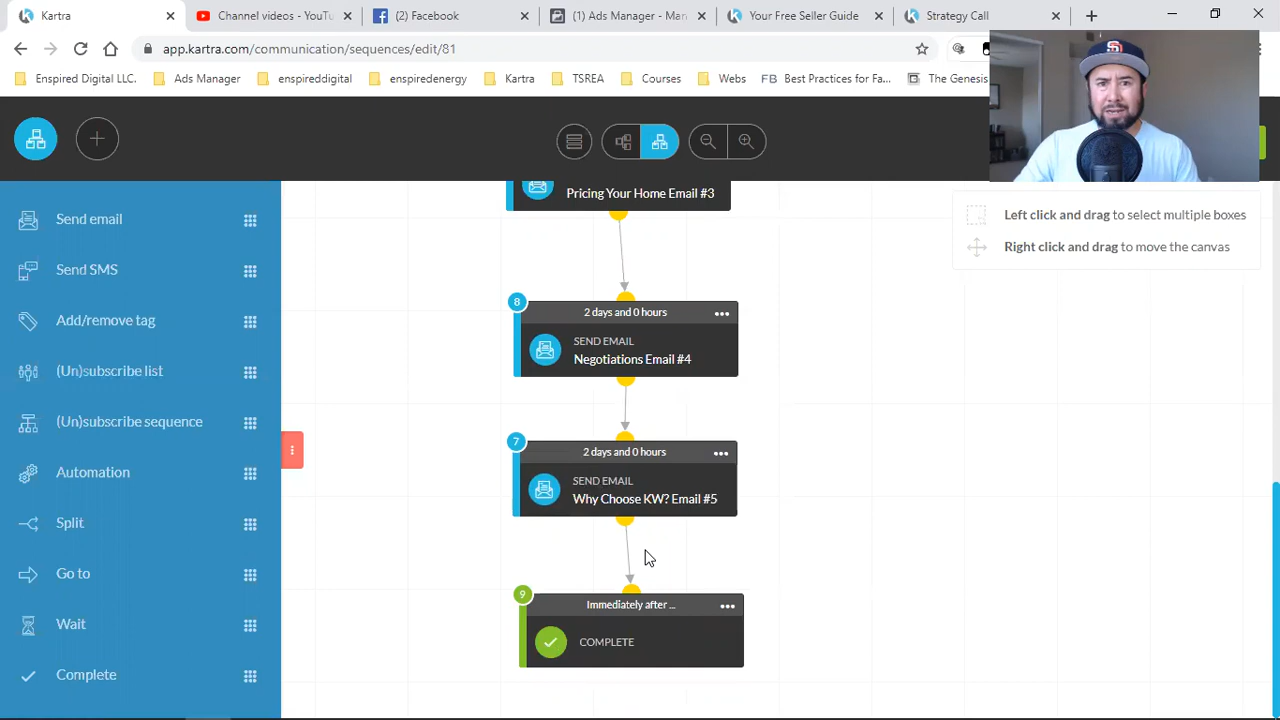 Kartra
Channel videos - YouTu
(2) Facebook
(1) Ads Manager - Man
Your Free Seller Guide
Strategy Call
app.kartra.com/communication/sequences/edit/81
Enspired Digital LLC.
Ads Manager
enspireddigital
enspiredenergy
Kartra
TSREA
Courses
Webs
FB Best Practices for Fa...
The Genesis
Send email
Send SMS
Add/remove tag
(Un)subscribe list
(Un)subscribe sequence
Automation
Split
Go to
Wait
Complete
Pricing Your Home Email #3
8
2 days and 0 hours
SEND EMAIL
Negotiations Email #4
7
2 days and 0 hours
SEND EMAIL
Why Choose KW? Email #5
9
Immediately after ...
COMPLETE
Left click and drag to select multiple boxes
Right click and drag to move the canvas